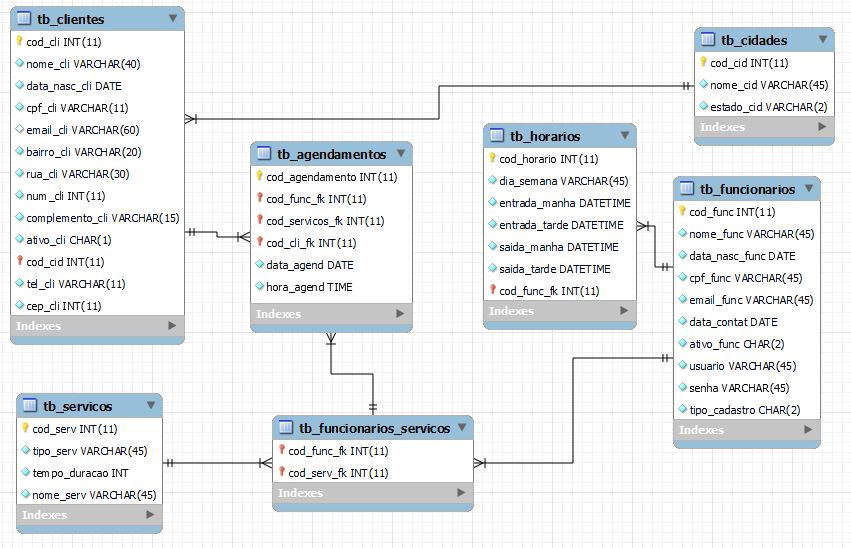 tb_clientes
cod_cli INT(11)
nome_cli VARCHAR(40)
data_nasc_cli DATE
cpf_cli VARCHAR(11)
email_cli VARCHAR(60)
bairro_cli VARCHAR(20)
rua_cli VARCHAR(30)
num_cli INT(11)
complemento_cli VARCHAR(15)
ativo_cli CHAR(1)
cod_cid INT(11)
tel_cli VARCHAR(11)
cep_cli INT(11)
Indexes
tb_cidades
cod_cid INT(11)
nome_cid VARCHAR(45)
estado_cid VARCHAR(2)
Indexes
tb_agendamentos
cod_agendamento INT(11)
cod_func_fk INT(11)
cod_servicos_fk INT(11)
cod_cli_fk INT(11)
data_agend DATE
hora_agend TIME
Indexes
tb_horarios
cod_horario INT(11)
dia_semana VARCHAR(45)
entrada_manha DATETIME
entrada_tarde DATETIME
saida_manha DATETIME
saida_tarde DATETIME
cod_func_fk INT(11)
Indexes
tb_funcionarios
cod_func INT(11)
nome_func VARCHAR(45)
data_nasc_func DATE
cpf_func VARCHAR(45)
email_func VARCHAR(45)
data_contat DATE
ativo_func CHAR(2)
usuario VARCHAR(45)
senha VARCHAR(45)
tipo_cadastro CHAR(2)
Indexes
tb_servicos
cod_serv INT(11)
tipo_serv VARCHAR(45)
tempo_duracao INT
nome_serv VARCHAR(45)
Indexes
tb_funcionarios_servicos
cod_func_fk INT(11)
cod_serv_fk INT(11)
Indexes